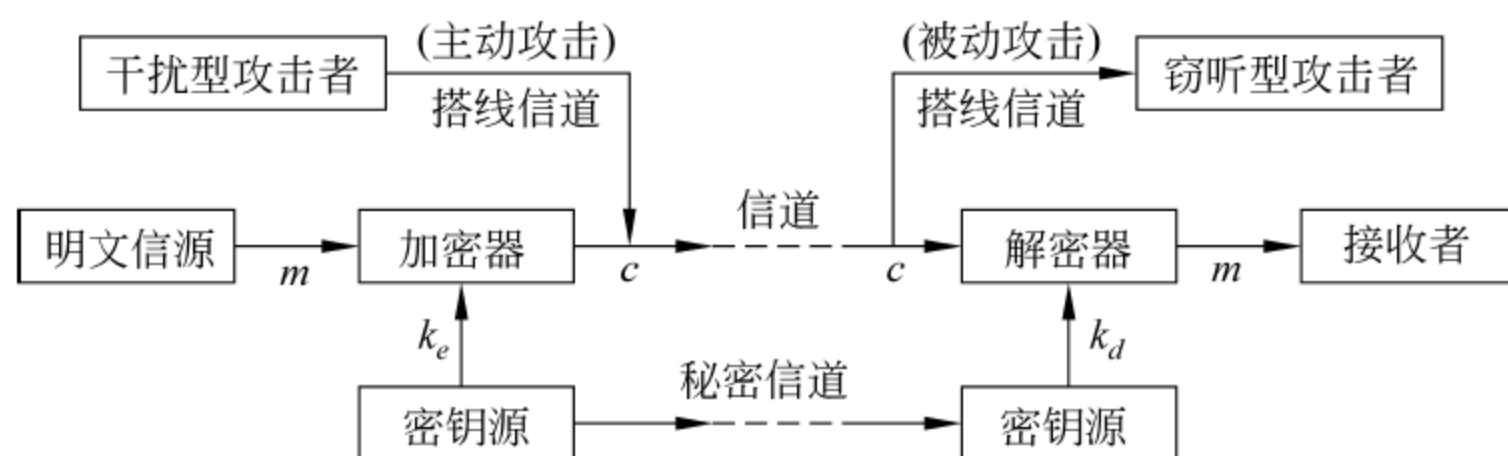 (主动攻击)
(被动攻击)
干扰型攻击者
窃听型攻击者
搭线信道
搭线信道
信道
明文信源
加密器
解密器
接收者
m
c
c
m
k_e
k_d
秘密信道
密钥源
密钥源